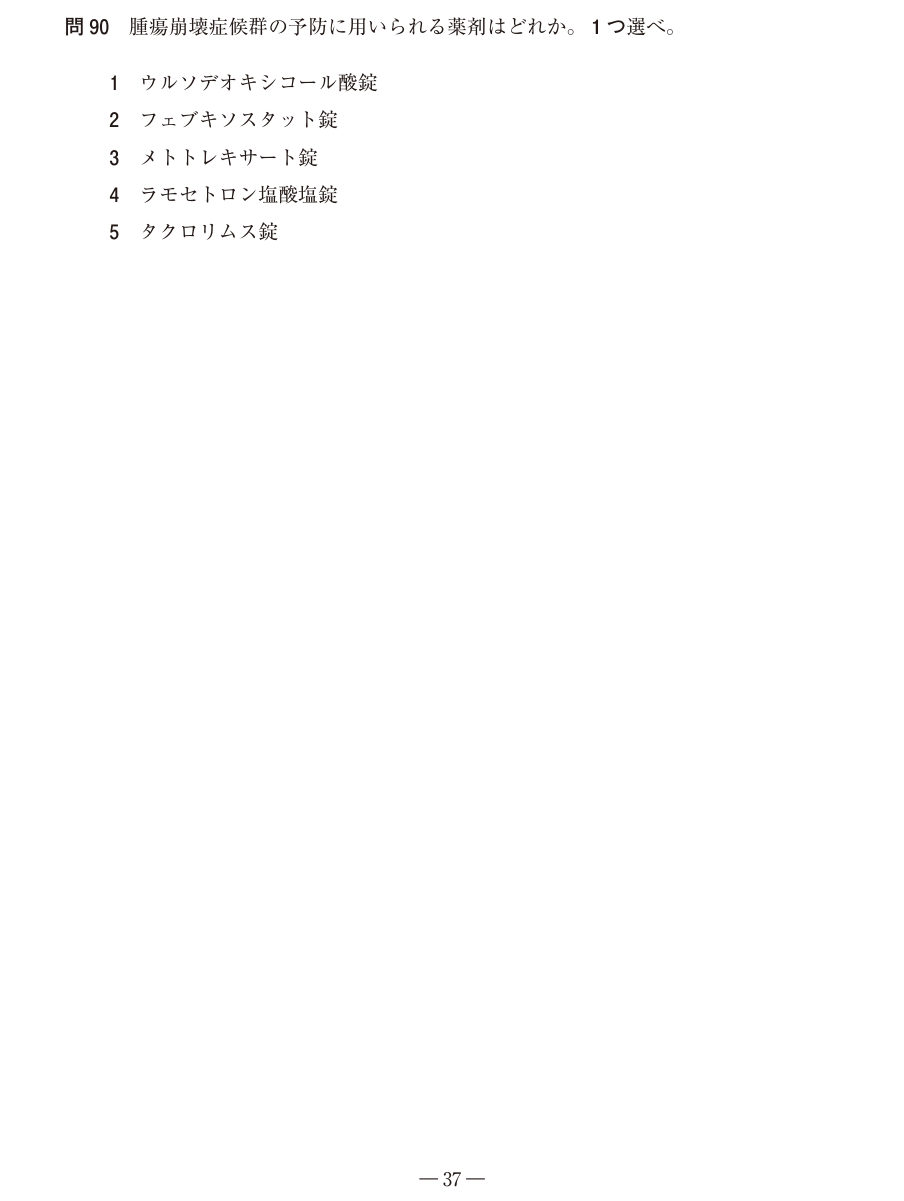 問 90 腫瘍崩壊症候群の予防に用いられる薬剤はどれか。1つ選べ。
1 ウルソデオキシコール酸錠
2 フェブキソスタット錠
3 メトトレキサート錠
4 ラモセトロン塩酸塩錠
5 タクロリムス錠
― 37 ―